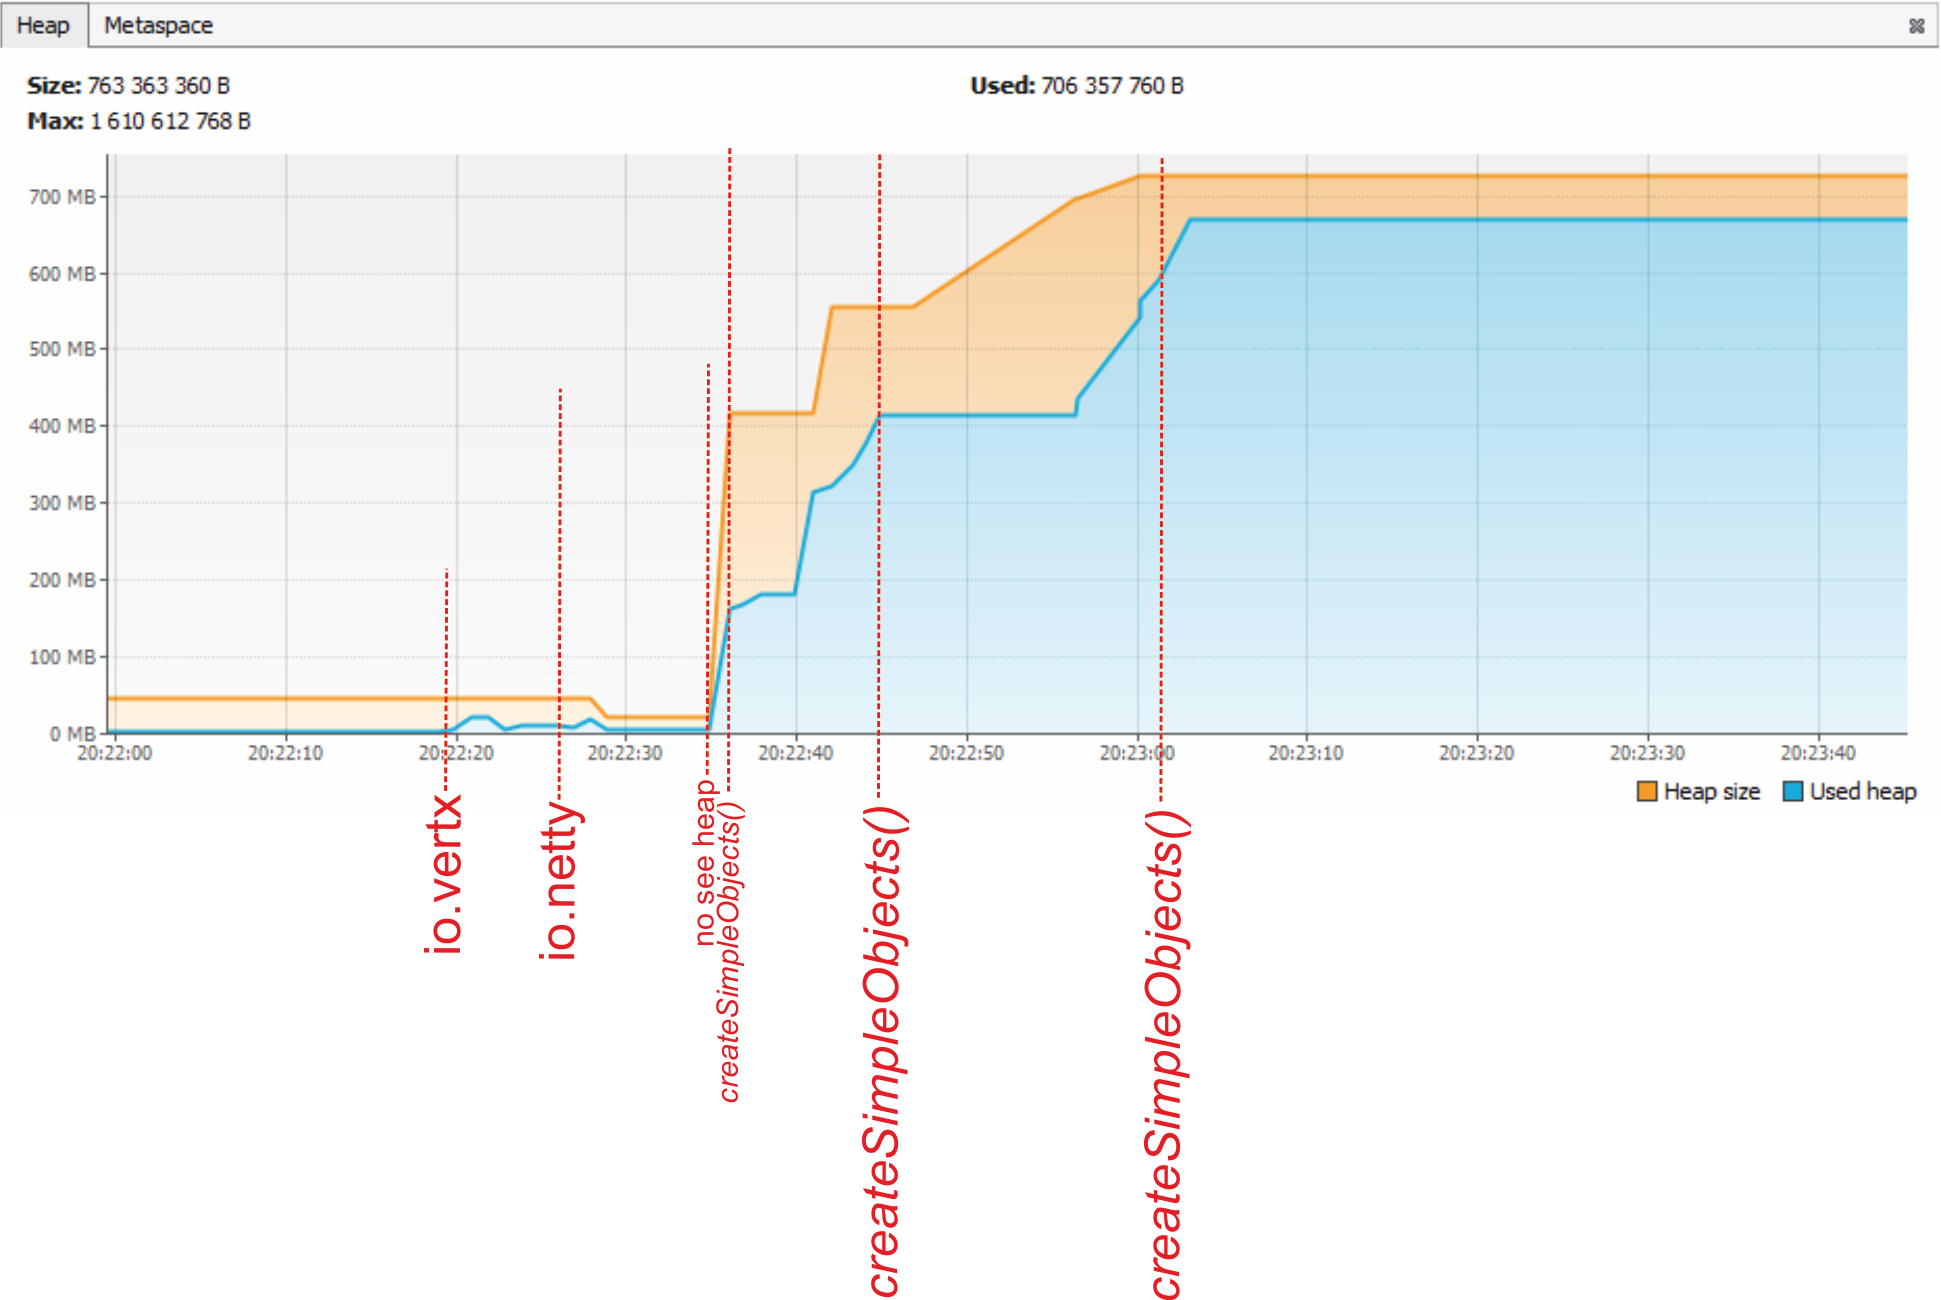 Heap Metaspace
Size: 763 363 360 B Used: 706 357 760 B
Max: 1 610 612 768 B
700 MB
600 MB
500 MB
400 MB
300 MB
200 MB
100 MB
0 MB
20:22:00 20:22:10 20:22:20 20:22:30 20:22:40 20:22:50 20:23:00 20:23:10 20:23:20 20:23:30 20:23:40
Heap size Used heap
io.vertx
io.netty
no see heap
createSimpleObjects()
createSimpleObjects()
createSimpleObjects()